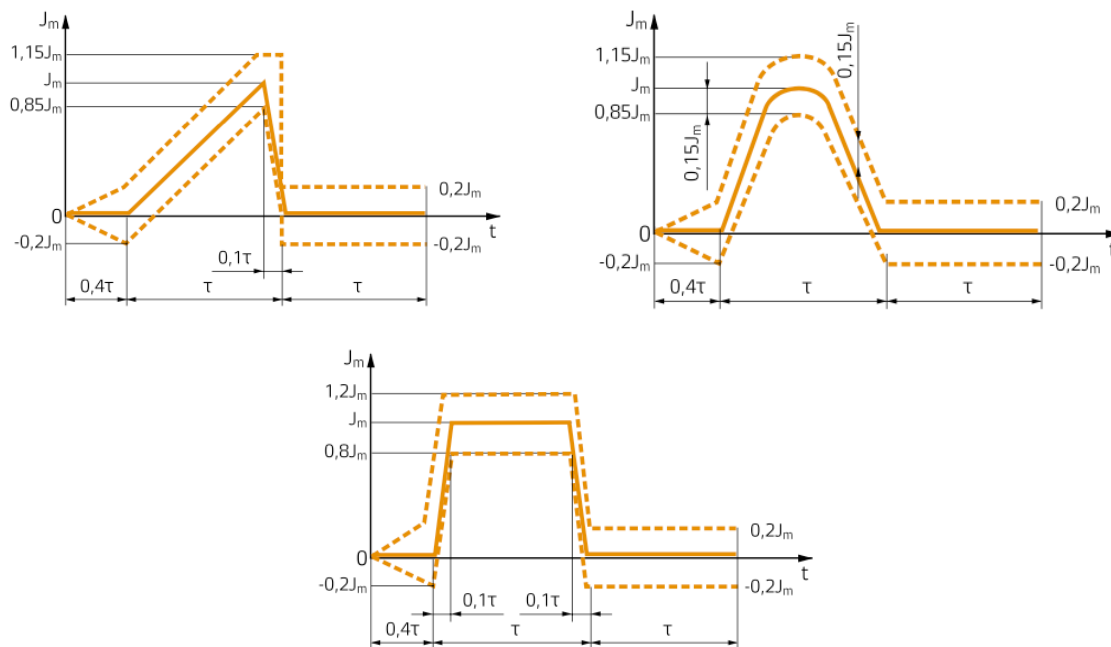 Jm
1,15Jm
Jm
0,85Jm
0,2Jm
0
t
-0,2Jm
-0,2Jm
0,1τ
0,4τ
τ
τ
Jm
0,15Jm
1,15Jm
Jm
0,85Jm
0,15Jm
0,2Jm
0
t
-0,2Jm
-0,2Jm
0,4τ
τ
τ
Jm
1,2Jm
Jm
0,8Jm
0,2Jm
0
t
-0,2Jm
-0,2Jm
0,1τ
0,1τ
0,4τ
τ
τ